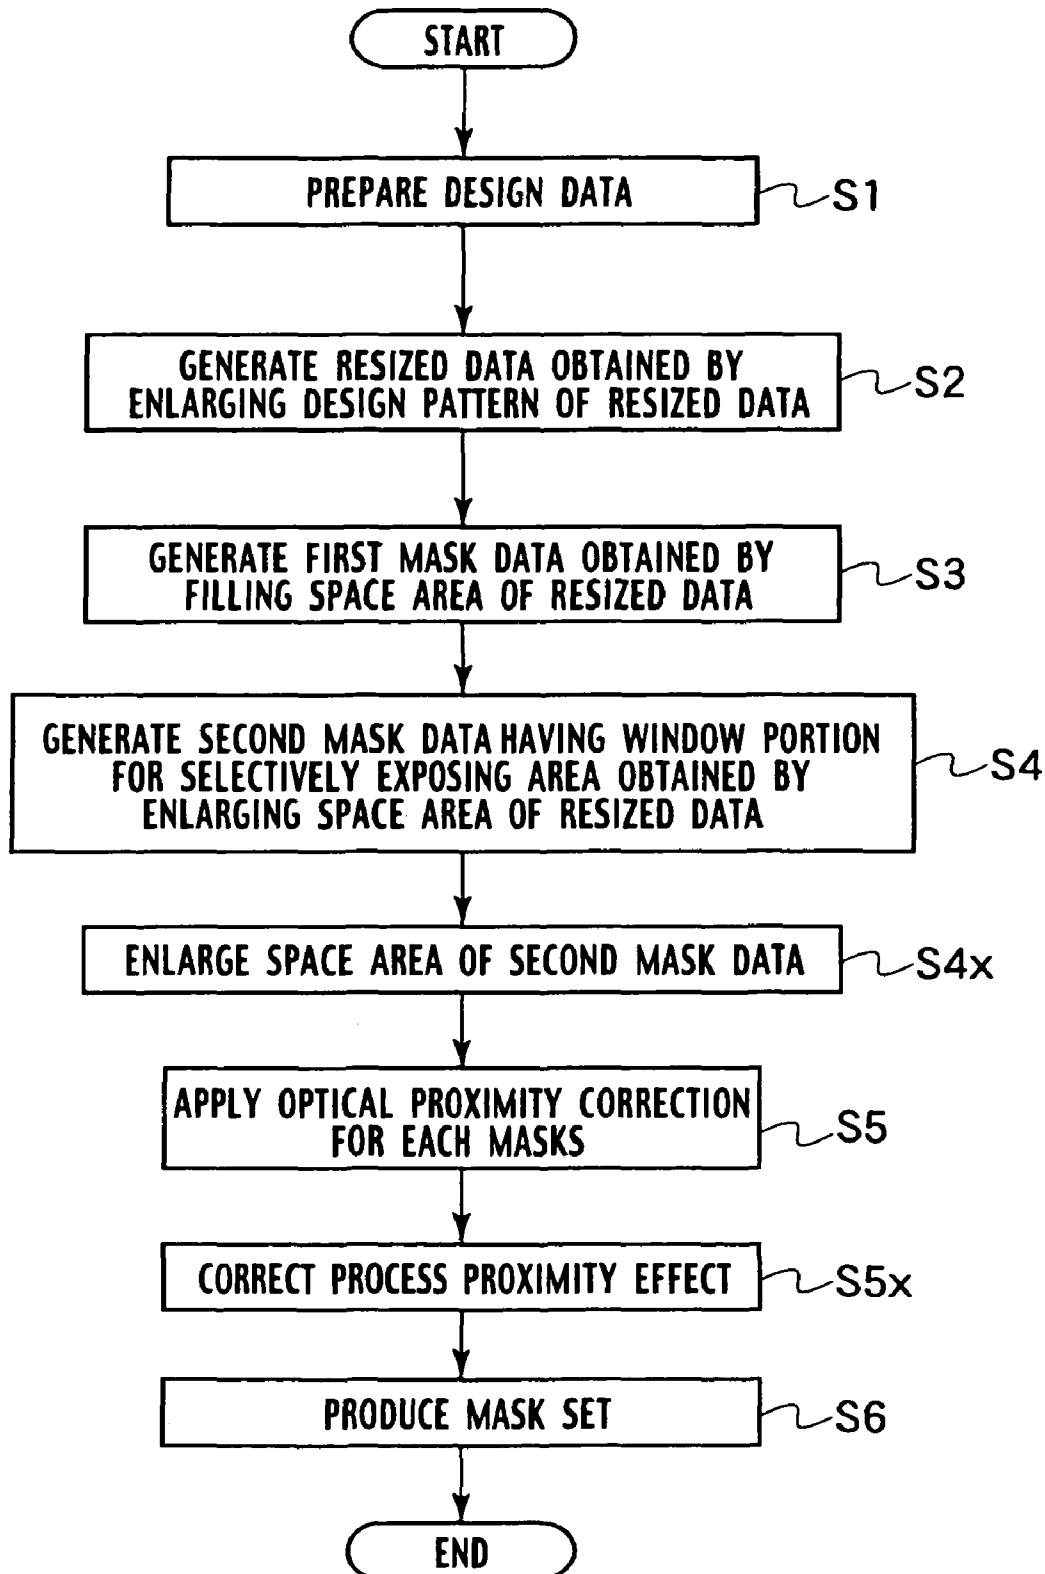 START
PREPARE DESIGN DATA
S1
GENERATE RESIZED DATA OBTAINED BY
ENLARGING DESIGN PATTERN OF RESIZED DATA
S2
GENERATE FIRST MASK DATA OBTAINED BY
FILLING SPACE AREA OF RESIZED DATA
S3
GENERATE SECOND MASK DATA HAVING WINDOW PORTION
FOR SELECTIVELY EXPOSING AREA OBTAINED BY
ENLARGING SPACE AREA OF RESIZED DATA
S4
ENLARGE SPACE AREA OF SECOND MASK DATA
S4x
APPLY OPTICAL PROXIMITY CORRECTION
FOR EACH MASKS
S5
CORRECT PROCESS PROXIMITY EFFECT
S5x
PRODUCE MASK SET
S6
END